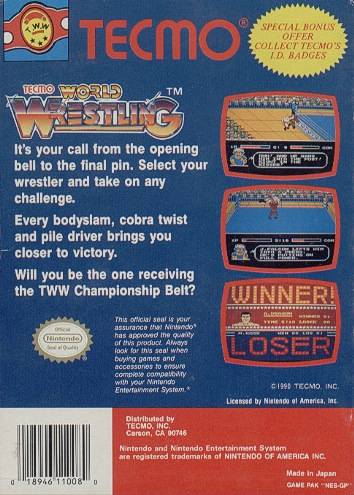 TWW
TECMO®
SPECIAL BONUS
OFFER
COLLECT TECMO'S
I.D. BADGES
TECMO WORLD
WRESTLING™
It's your call from the opening
bell to the final pin. Select your
wrestler and take on any
challenge.
Every bodyslam, cobra twist
and pile driver brings you
closer to victory.
Will you be the one receiving
the TWW Championship Belt?
WINNER!
LOSER
Official
Nintendo
Seal of Quality
This official seal is your
assurance that Nintendo®
has approved the quality
of this product. Always
look for this seal when
buying games and
accessories to ensure
complete compatibility
with your Nintendo
Entertainment System.®
©1990 TECMO, INC.
Licensed by Nintendo of America, Inc.
Distributed by
TECMO, INC.
Carson, CA 90746
Nintendo and Nintendo Entertainment System
are registered trademarks of NINTENDO OF AMERICA INC.
Made in Japan
GAME PAK "NES-GP"
0 18946 11008 0